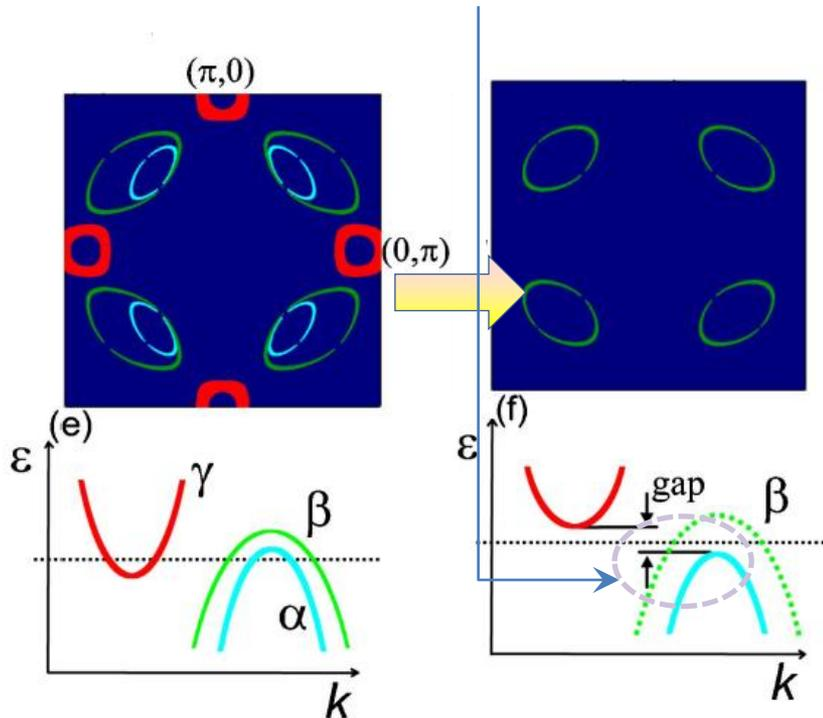 (π,0)
(0,π)
(e)
ε
γ
β
α
k
(f)
ε
gap
β
k